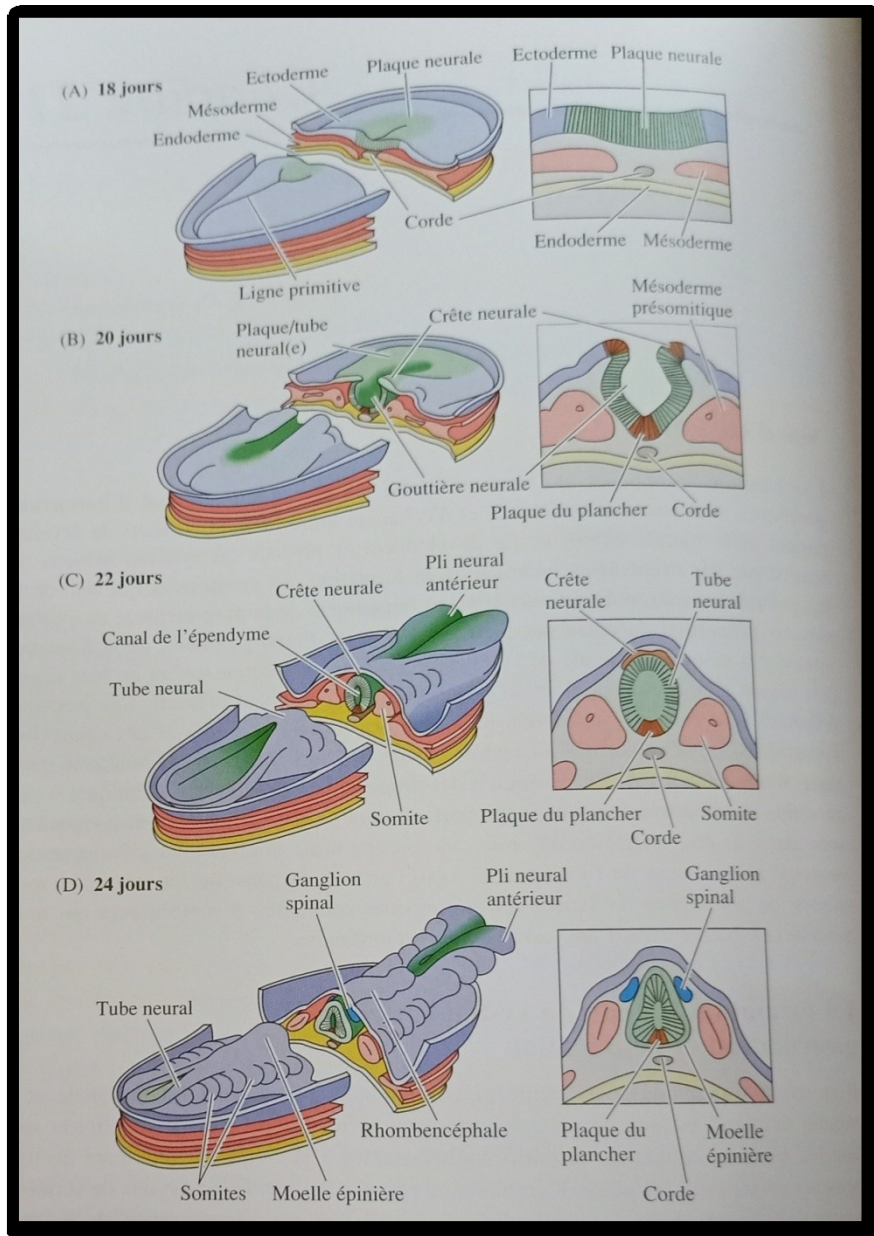 (A) 18 jours
Ectoderme
Plaque neurale
Mésoderme
Endoderme
Corde
Ligne primitive
Ectoderme
Plaque neurale
Endoderme
Mésoderme
(B) 20 jours
Plaque/tube
neural(e)
Crête neurale
Mésoderme
présomitique
Gouttière neurale
Plaque du plancher
Corde
(C) 22 jours
Crête neurale
Pli neural
antérieur
Canal de l'épendyme
Tube neural
Somite
Crête
neurale
Tube
neural
Plaque du plancher
Corde
Somite
(D) 24 jours
Ganglion
spinal
Pli neural
antérieur
Tube neural
Rhombencéphale
Somites
Moelle épinière
Ganglion
spinal
Plaque du
plancher
Moelle
épinière
Corde